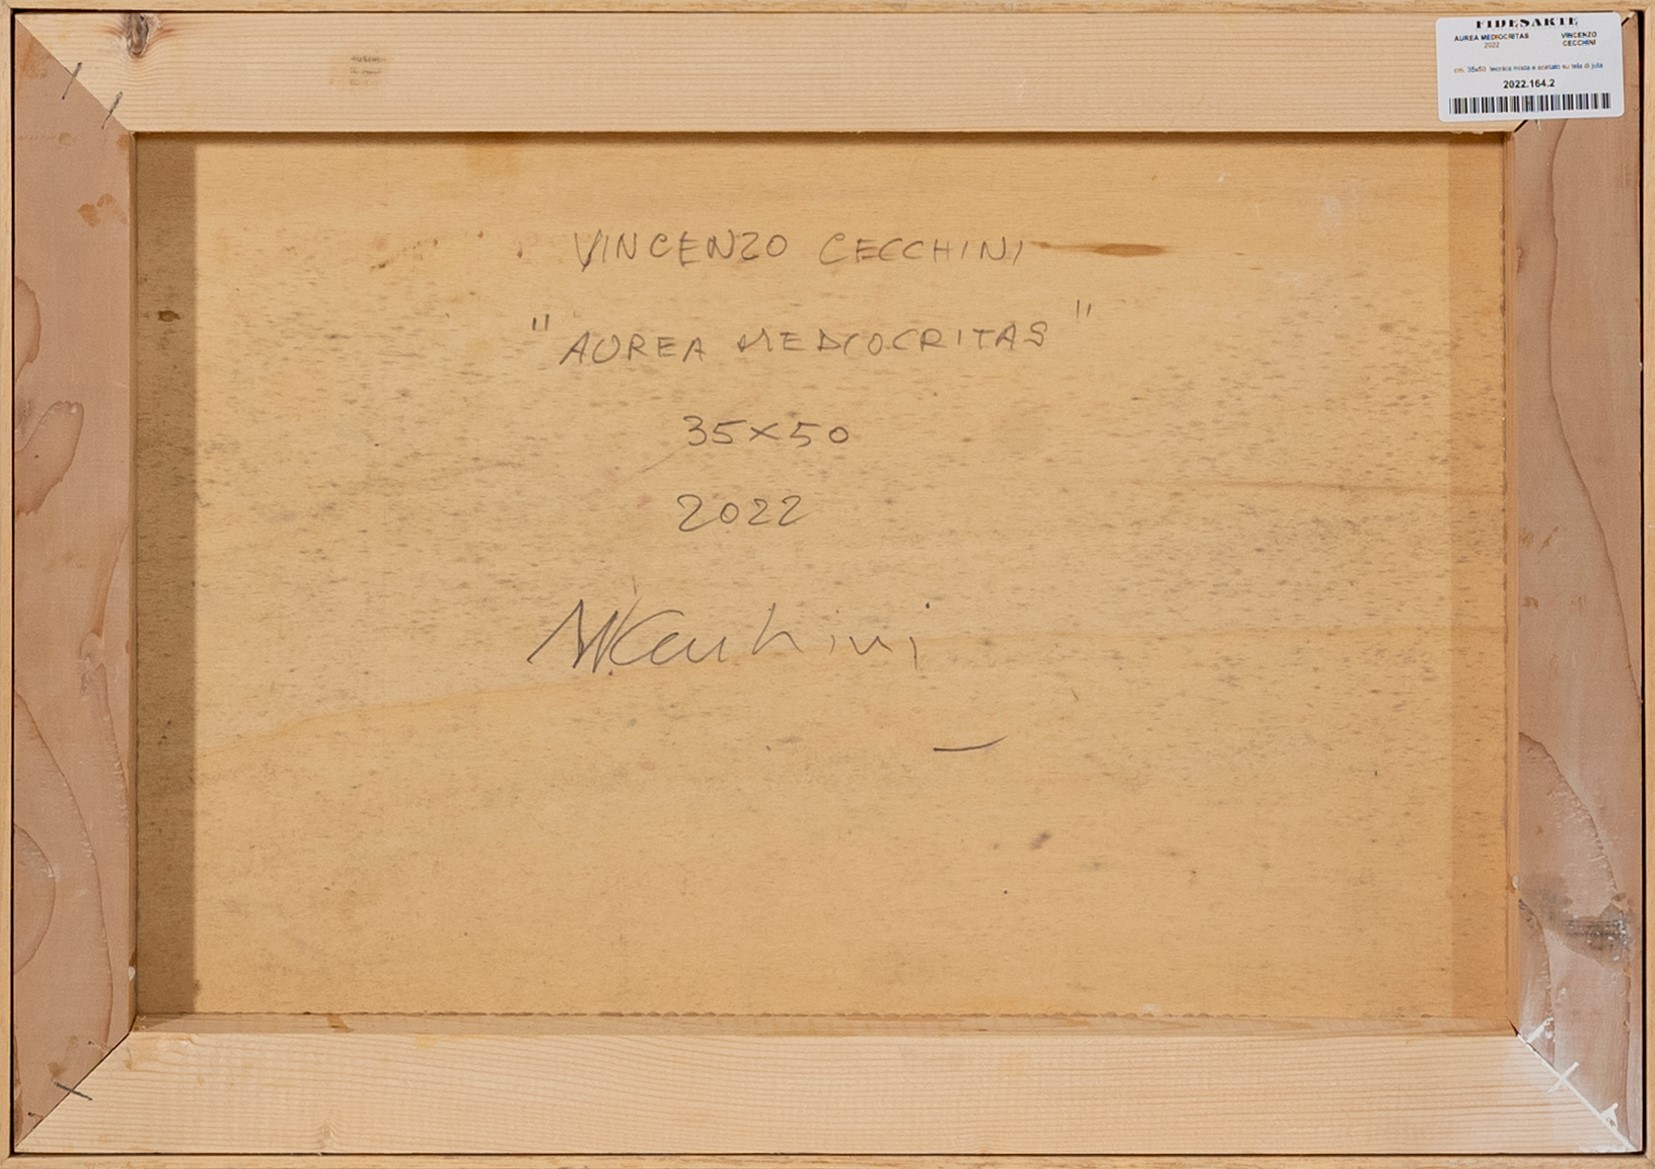 FIDESARTE
AUREA MEDIOCRITAS VINCENZO
2022 CECCHINI
cm. 35x50 tecnica mista e acetato su tela di juta
2022.164.2
VINCENZO CECCHINI
"AUREA MEDIOCRITAS"
35x50
2022
V.Cecchini